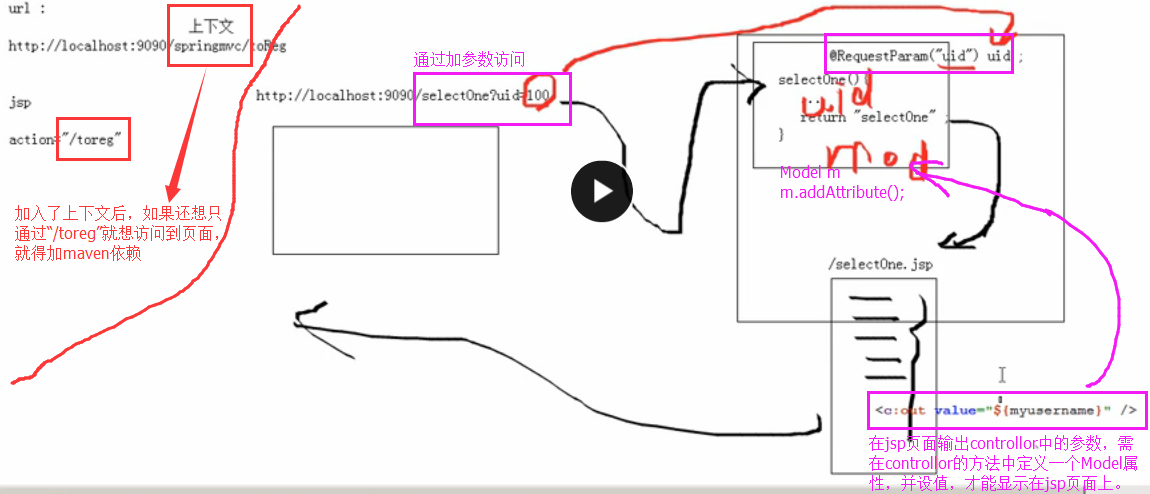 url :
上下文
http://localhost:9090/springmvc/toReg
jsp
action="/toreg"
加入了上下文后，如果还想只
通过“/toreg”就想访问到页面，
就得加maven依赖
通过加参数访问
http://localhost:9090/selectOne?uid=100
@RequestParam("uid") uid ;
selectOne(){
..
uid
return "selectOne" ;
}
mod
Model m
m.addAttribute();
/selectOne.jsp
<c:out value="${myusername}" />
在jsp页面输出controllor中的参数，需
在controllor的方法中定义一个Model属
性，并设值，才能显示在jsp页面上。